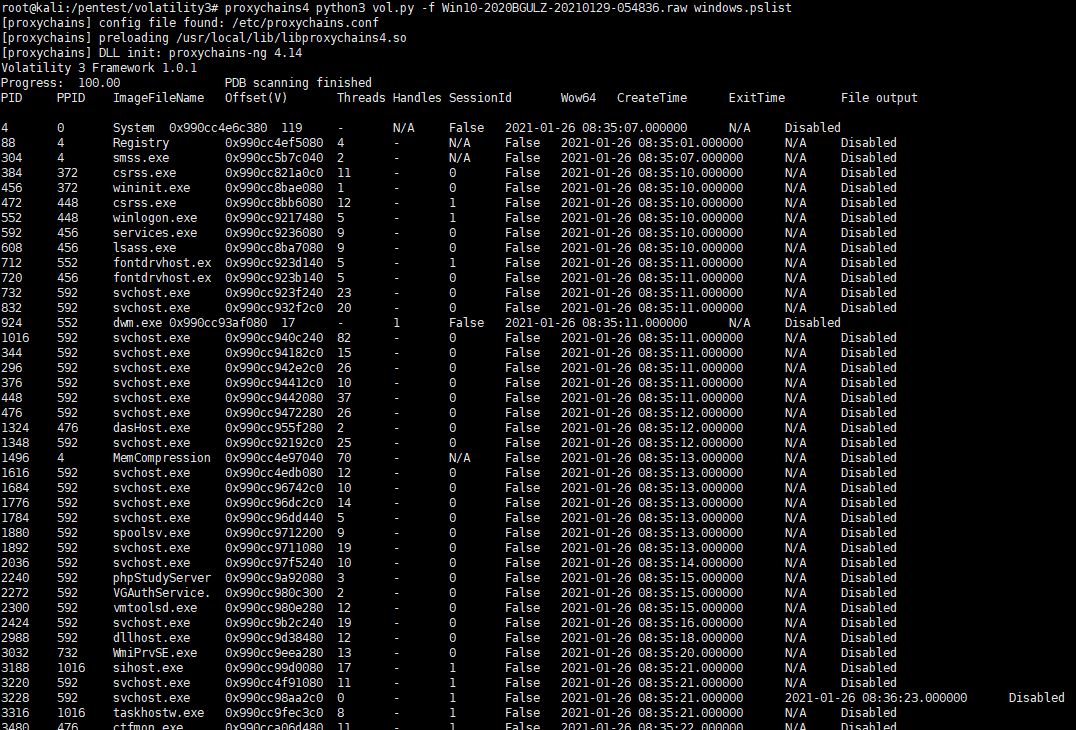 root@kali:/pentest/volatility3# proxychains4 python3 vol.py -f Win10-2020BGULZ-20210129-054836.raw windows.pslist
[proxychains] config file found: /etc/proxychains.conf
[proxychains] preloading /usr/local/lib/libproxychains4.so
[proxychains] DLL init: proxychains-ng 4.14
Volatility 3 Framework 1.0.1
Progress: 100.00 PDB scanning finished
PID PPID ImageFileName Offset(V) Threads Handles SessionId Wow64 CreateTime ExitTime File output
4 0 System 0x990cc4e6c380 119 - N/A False 2021-01-26 08:35:07.000000 N/A Disabled
88 4 Registry 0x990cc4ef5080 4 - N/A False 2021-01-26 08:35:01.000000 N/A Disabled
304 4 smss.exe 0x990cc5b7c040 2 - N/A False 2021-01-26 08:35:07.000000 N/A Disabled
384 372 csrss.exe 0x990cc821a0c0 11 - 0 False 2021-01-26 08:35:10.000000 N/A Disabled
456 372 wininit.exe 0x990cc8bae080 1 - 0 False 2021-01-26 08:35:10.000000 N/A Disabled
472 448 csrss.exe 0x990cc8bb6080 12 - 1 False 2021-01-26 08:35:10.000000 N/A Disabled
552 448 winlogon.exe 0x990cc9217480 5 - 1 False 2021-01-26 08:35:10.000000 N/A Disabled
592 456 services.exe 0x990cc9236080 9 - 0 False 2021-01-26 08:35:10.000000 N/A Disabled
608 456 lsass.exe 0x990cc8ba7080 9 - 0 False 2021-01-26 08:35:10.000000 N/A Disabled
712 552 fontdrvhost.ex 0x990cc923d140 5 - 1 False 2021-01-26 08:35:11.000000 N/A Disabled
720 456 fontdrvhost.ex 0x990cc923b140 5 - 0 False 2021-01-26 08:35:11.000000 N/A Disabled
732 592 svchost.exe 0x990cc923f240 23 - 0 False 2021-01-26 08:35:11.000000 N/A Disabled
832 592 svchost.exe 0x990cc932f2c0 20 - 0 False 2021-01-26 08:35:11.000000 N/A Disabled
924 552 dwm.exe 0x990cc93af080 17 - 1 False 2021-01-26 08:35:11.000000 N/A Disabled
1016 592 svchost.exe 0x990cc940c240 82 - 0 False 2021-01-26 08:35:11.000000 N/A Disabled
344 592 svchost.exe 0x990cc94182c0 15 - 0 False 2021-01-26 08:35:11.000000 N/A Disabled
296 592 svchost.exe 0x990cc942e2c0 26 - 0 False 2021-01-26 08:35:11.000000 N/A Disabled
376 592 svchost.exe 0x990cc94412c0 10 - 0 False 2021-01-26 08:35:11.000000 N/A Disabled
448 592 svchost.exe 0x990cc9442080 37 - 0 False 2021-01-26 08:35:11.000000 N/A Disabled
476 592 svchost.exe 0x990cc9472280 26 - 0 False 2021-01-26 08:35:12.000000 N/A Disabled
1324 476 dasHost.exe 0x990cc955f280 2 - 0 False 2021-01-26 08:35:12.000000 N/A Disabled
1348 592 svchost.exe 0x990cc92192c0 25 - 0 False 2021-01-26 08:35:12.000000 N/A Disabled
1496 4 MemCompression 0x990cc4e97040 70 - N/A False 2021-01-26 08:35:13.000000 N/A Disabled
1616 592 svchost.exe 0x990cc4edb080 12 - 0 False 2021-01-26 08:35:13.000000 N/A Disabled
1684 592 svchost.exe 0x990cc96742c0 10 - 0 False 2021-01-26 08:35:13.000000 N/A Disabled
1776 592 svchost.exe 0x990cc96dc2c0 14 - 0 False 2021-01-26 08:35:13.000000 N/A Disabled
1784 592 svchost.exe 0x990cc96dd440 5 - 0 False 2021-01-26 08:35:13.000000 N/A Disabled
1880 592 spoolsv.exe 0x990cc9712200 9 - 0 False 2021-01-26 08:35:13.000000 N/A Disabled
1892 592 svchost.exe 0x990cc9711080 19 - 0 False 2021-01-26 08:35:13.000000 N/A Disabled
2036 592 svchost.exe 0x990cc97f5240 10 - 0 False 2021-01-26 08:35:14.000000 N/A Disabled
2240 592 phpStudyServer 0x990cc9a92080 3 - 0 False 2021-01-26 08:35:15.000000 N/A Disabled
2272 592 VGAuthService. 0x990cc980c300 2 - 0 False 2021-01-26 08:35:15.000000 N/A Disabled
2300 592 vmtoolsd.exe 0x990cc980e280 12 - 0 False 2021-01-26 08:35:15.000000 N/A Disabled
2424 592 svchost.exe 0x990cc9b2c240 19 - 0 False 2021-01-26 08:35:16.000000 N/A Disabled
2988 592 dllhost.exe 0x990cc9d38480 12 - 0 False 2021-01-26 08:35:18.000000 N/A Disabled
3032 732 WmiPrvSE.exe 0x990cc9eea280 13 - 0 False 2021-01-26 08:35:20.000000 N/A Disabled
3188 1016 sihost.exe 0x990cc99d0080 17 - 1 False 2021-01-26 08:35:21.000000 N/A Disabled
3220 592 svchost.exe 0x990cc4f91080 11 - 1 False 2021-01-26 08:35:21.000000 N/A Disabled
3228 592 svchost.exe 0x990cc98aa2c0 0 - 1 False 2021-01-26 08:35:21.000000 2021-01-26 08:36:23.000000 Disabled
3316 1016 taskhostw.exe 0x990cc9fec3c0 8 - 1 False 2021-01-26 08:35:21.000000 N/A Disabled
3480 476 ctfmon.exe 0x990cca06d480 11 - 1 False 2021-01-26 08:35:22.000000 N/A Disabled